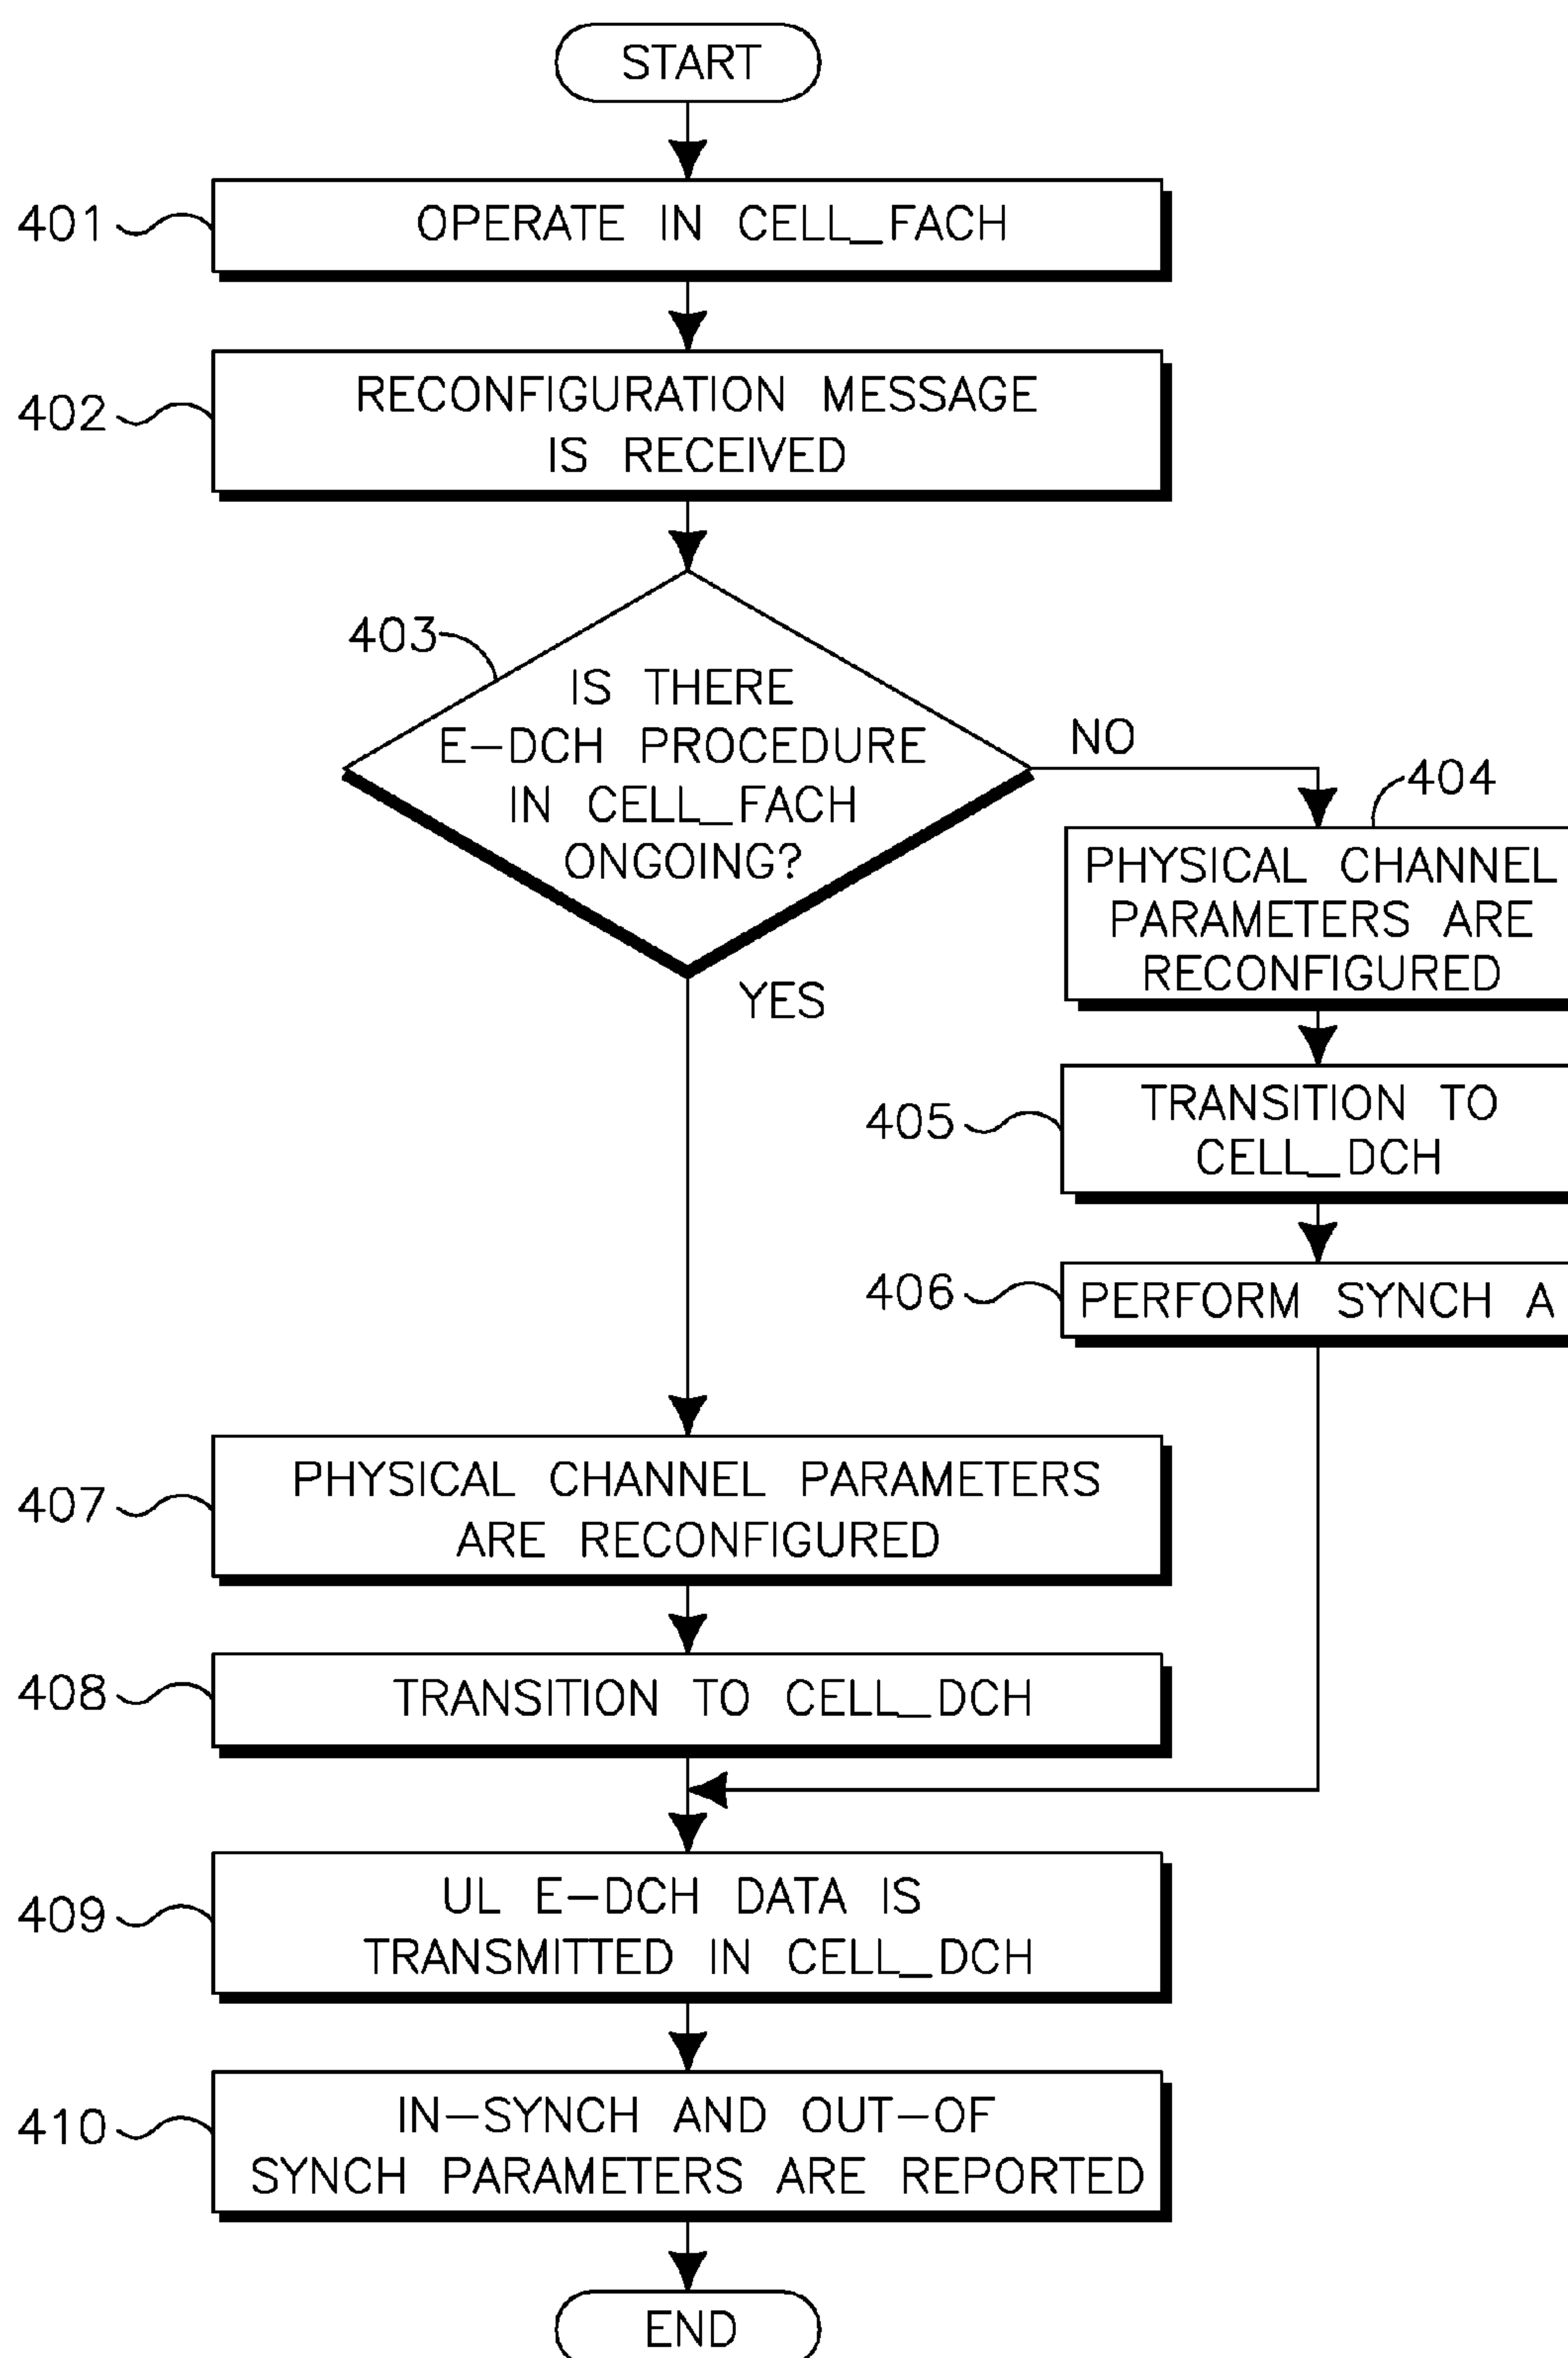 START
401
OPERATE IN CELL_FACH
402
RECONFIGURATION MESSAGE
IS RECEIVED
403
IS THERE
E-DCH PROCEDURE
IN CELL_FACH
ONGOING?
NO
YES
404
PHYSICAL CHANNEL
PARAMETERS ARE
RECONFIGURED
405
TRANSITION TO
CELL_DCH
406
PERFORM SYNCH A
407
PHYSICAL CHANNEL PARAMETERS
ARE RECONFIGURED
408
TRANSITION TO CELL_DCH
409
UL E-DCH DATA IS
TRANSMITTED IN CELL_DCH
410
IN-SYNCH AND OUT-OF
SYNCH PARAMETERS ARE REPORTED
END